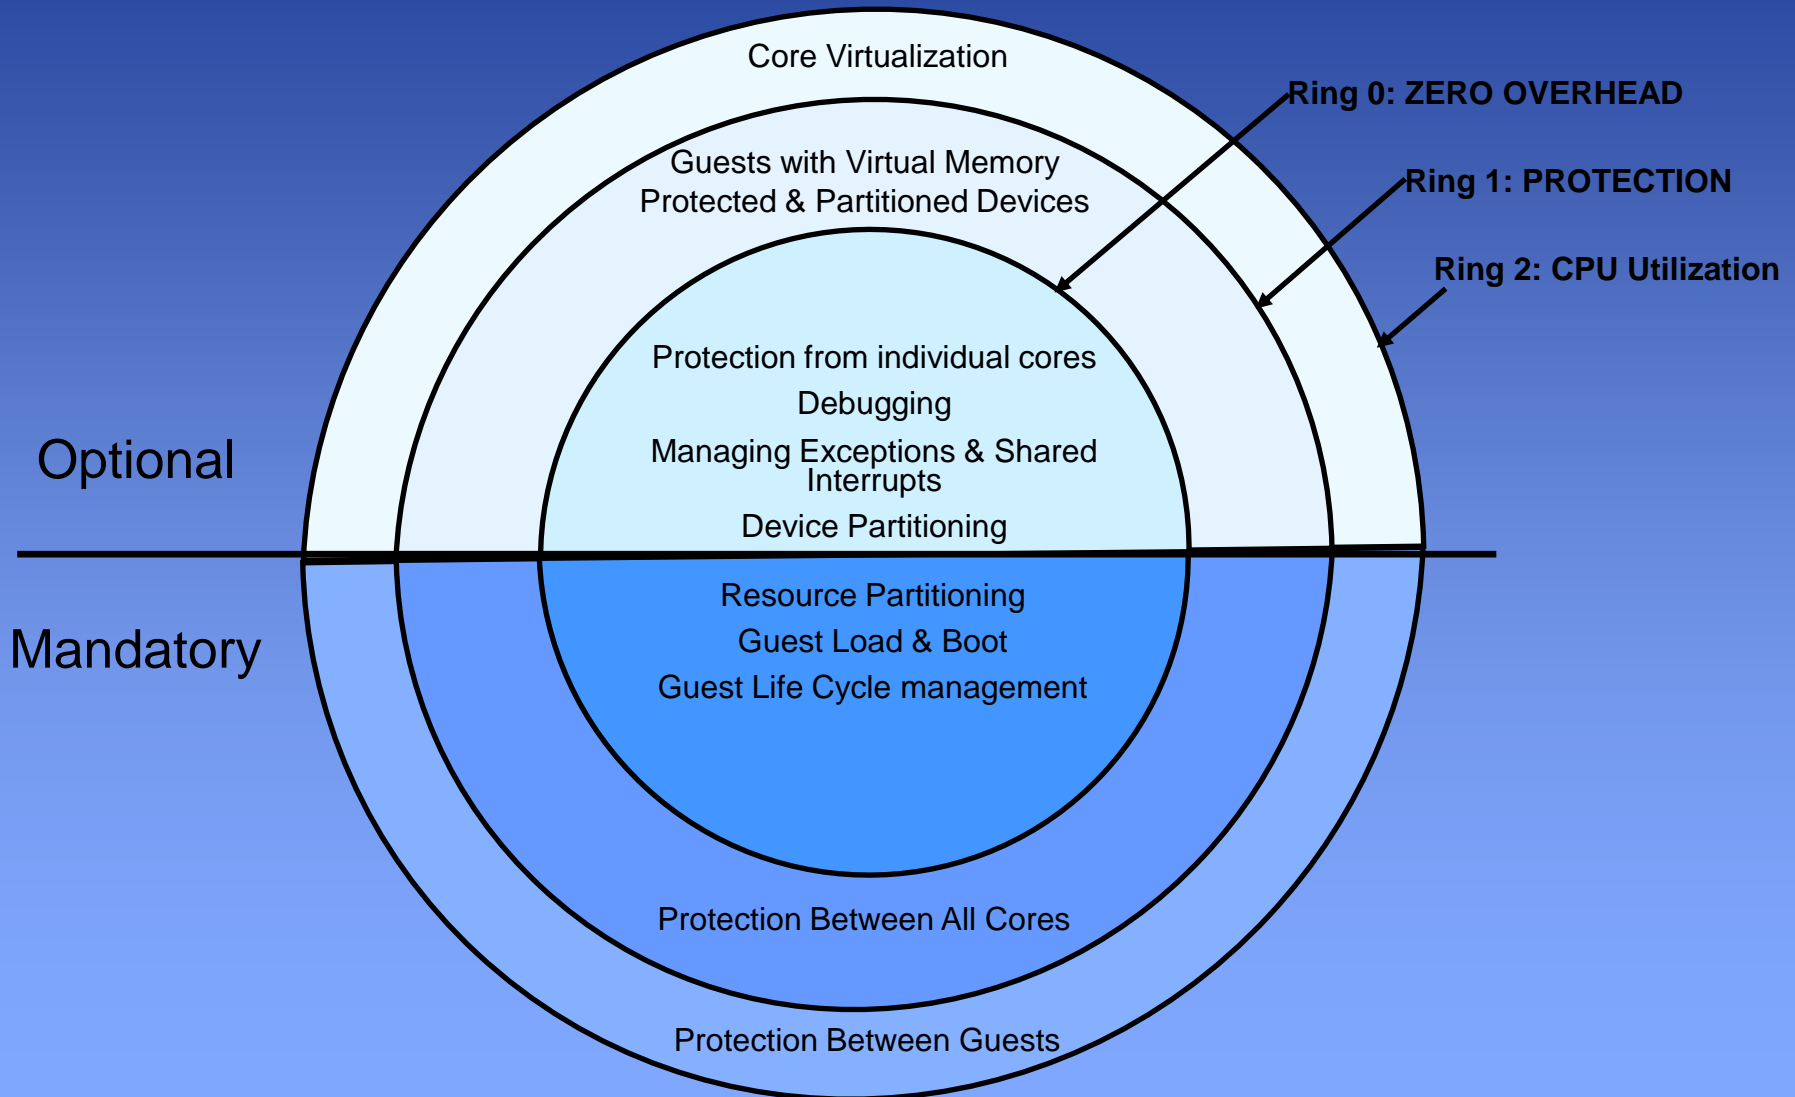 Core Virtualization
Ring 0: ZERO OVERHEAD
Guests with Virtual Memory
Protected & Partitioned Devices
Ring 1: PROTECTION
Ring 2: CPU Utilization
Protection from individual cores
Debugging
Managing Exceptions & Shared
Interrupts
Device Partitioning
Optional
Mandatory
Resource Partitioning
Guest Load & Boot
Guest Life Cycle management
Protection Between All Cores
Protection Between Guests